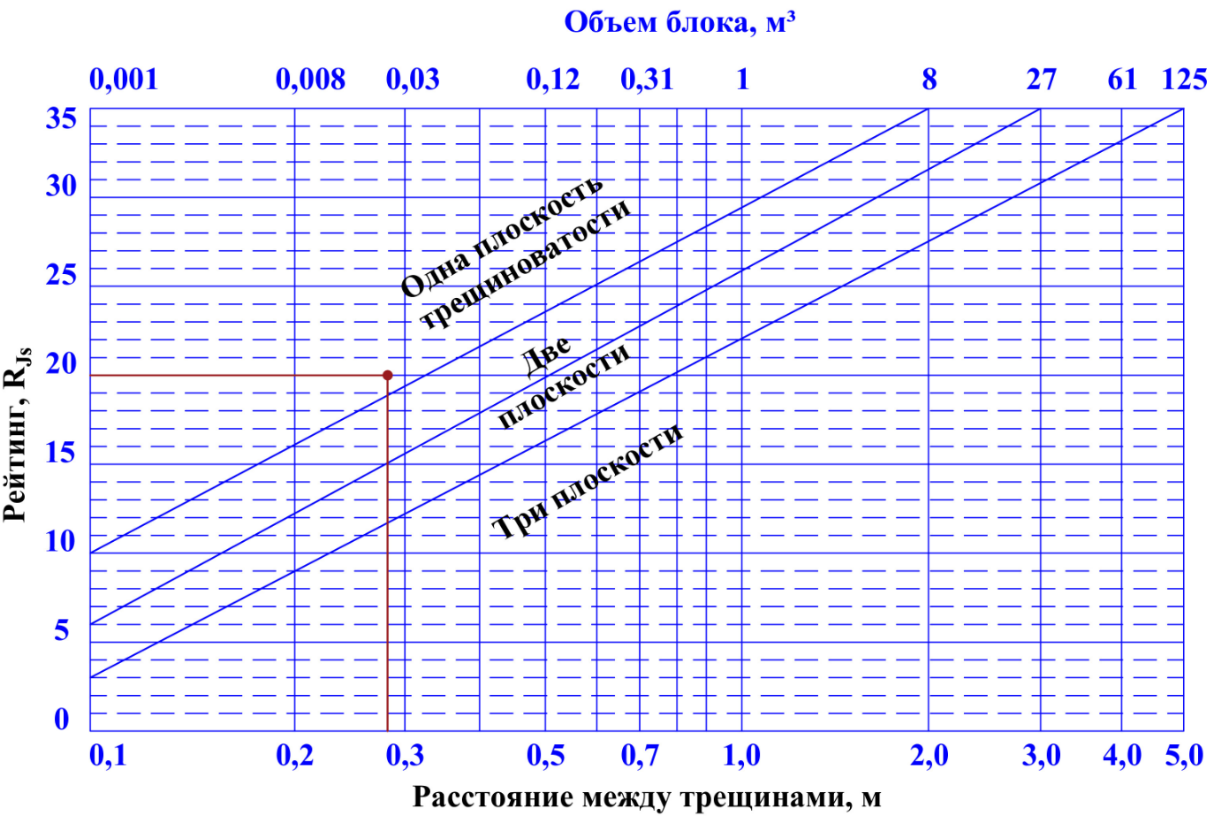 Объем блока, м³
0,001 0,008 0,03 0,12 0,31 1 8 27 61 125
35
30
25
20
15
10
5
0
Рейтинг, RJs
Одна плоскость
трещиноватости
Две
плоскости
Три плоскости
0,1 0,2 0,3 0,5 0,7 1,0 2,0 3,0 4,0 5,0
Расстояние между трещинами, м